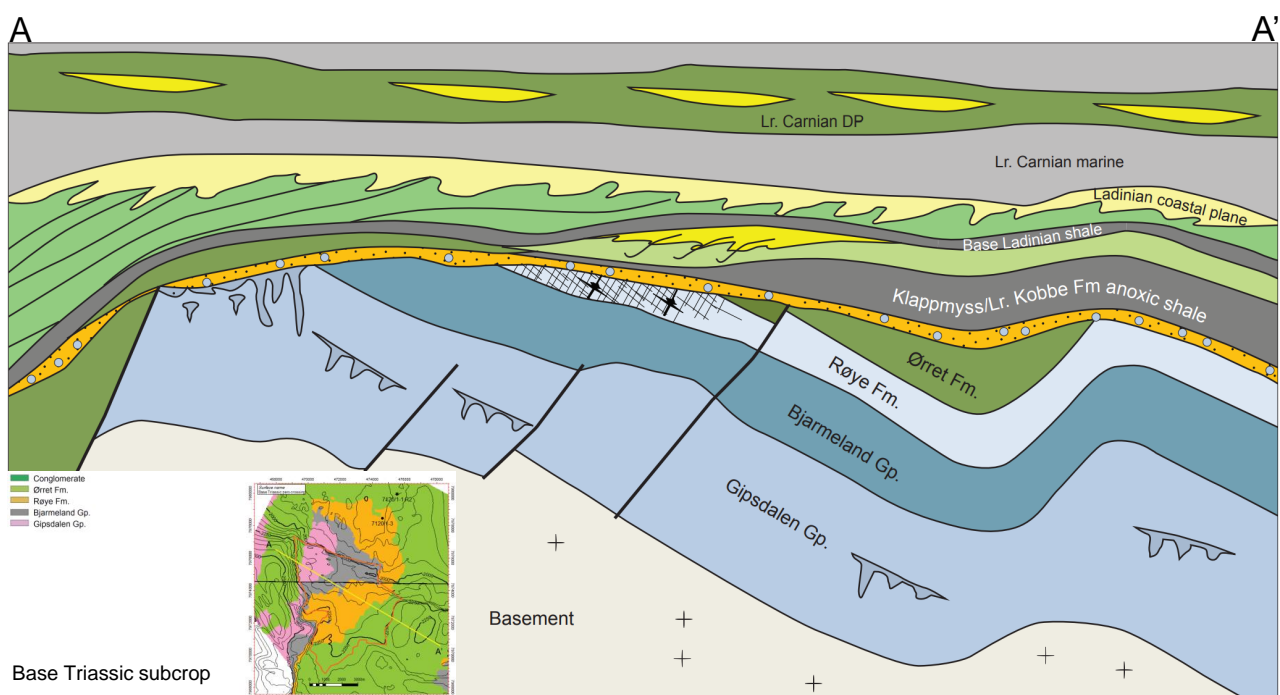 A
A’
Lr. Carnian DP
Lr. Carnian marine
Ladinian coastal plane
Base Ladinian shale
Klappmyss/Lr. Kobbe Fm anoxic shale
Ørret Fm.
Røye Fm.
Bjarmeland Gp.
Gipsdalen Gp.
Basement
Conglomerate
Ørret Fm.
Røye Fm.
Bjarmeland Gp.
Gipsdalen Gp.
Surface name
A
A'
Base Triassic subcrop